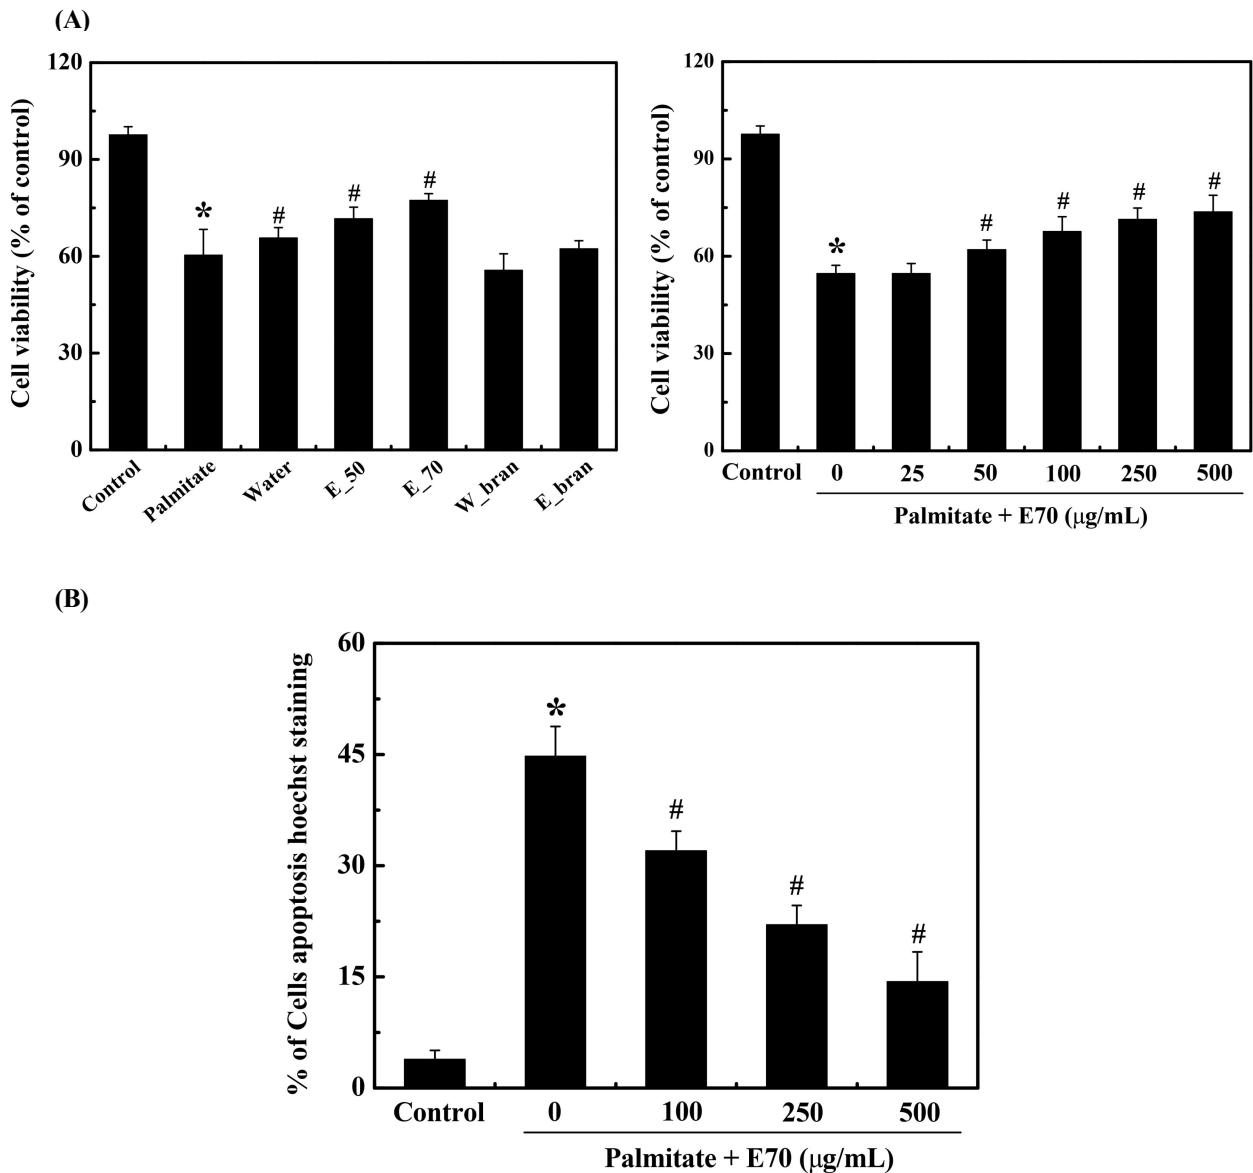 (A)
Cell viability (% of control)
120
90
60
30
0
*
#
#
#
Control
Palmitate
Water
E_50
E_70
W_bran
E_bran
Cell viability (% of control)
120
90
60
30
0
*
#
#
#
#
Control 0 25 50 100 250 500
Palmitate + E70 (μg/mL)
(B)
% of Cells apoptosis hoechst staining
60
45
30
15
0
*
#
#
#
Control 0 100 250 500
Palmitate + E70 (μg/mL)